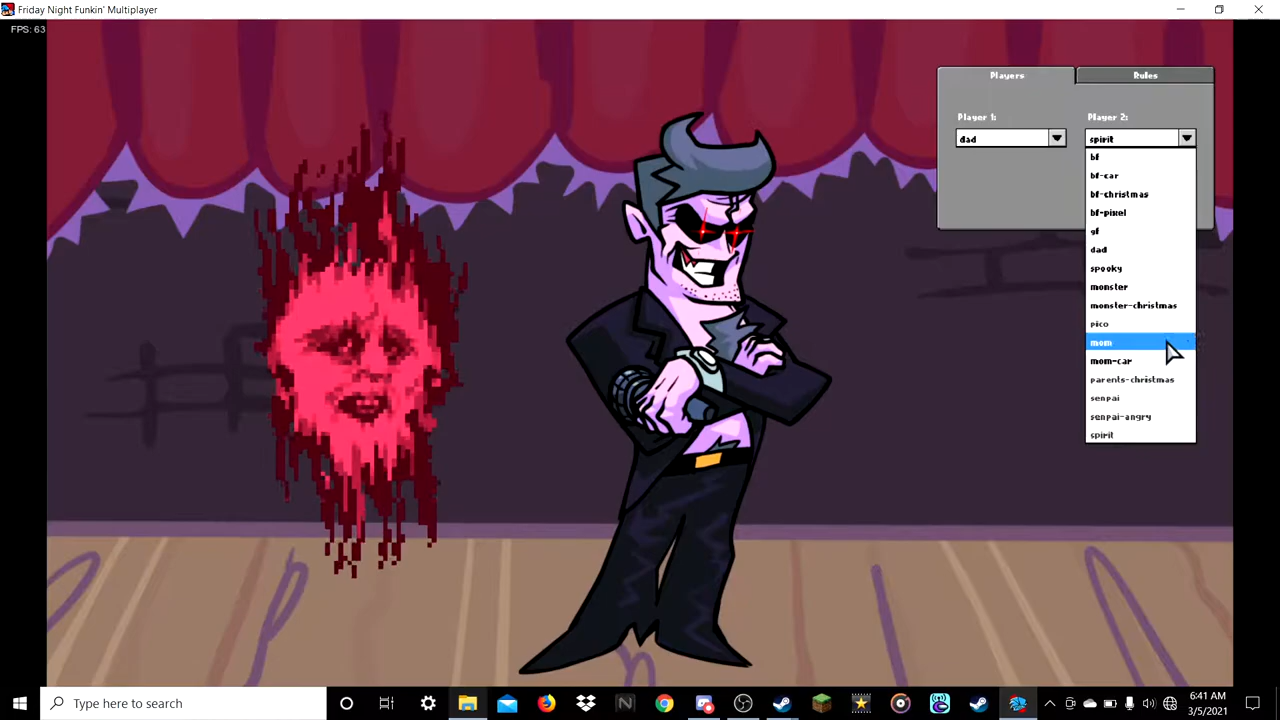 Friday Night Funkin' Multiplayer
FPS: 63
Players
Rules
Player 1:
Player 2:
dad
spirit
bf
bf-car
bf-christmas
bf-pixel
gf
dad
spooky
monster
monster-christmas
pico
mom
mom-car
parents-christmas
senpai
senpai-angry
spirit
Type here to search
6:41 AM
3/5/2021